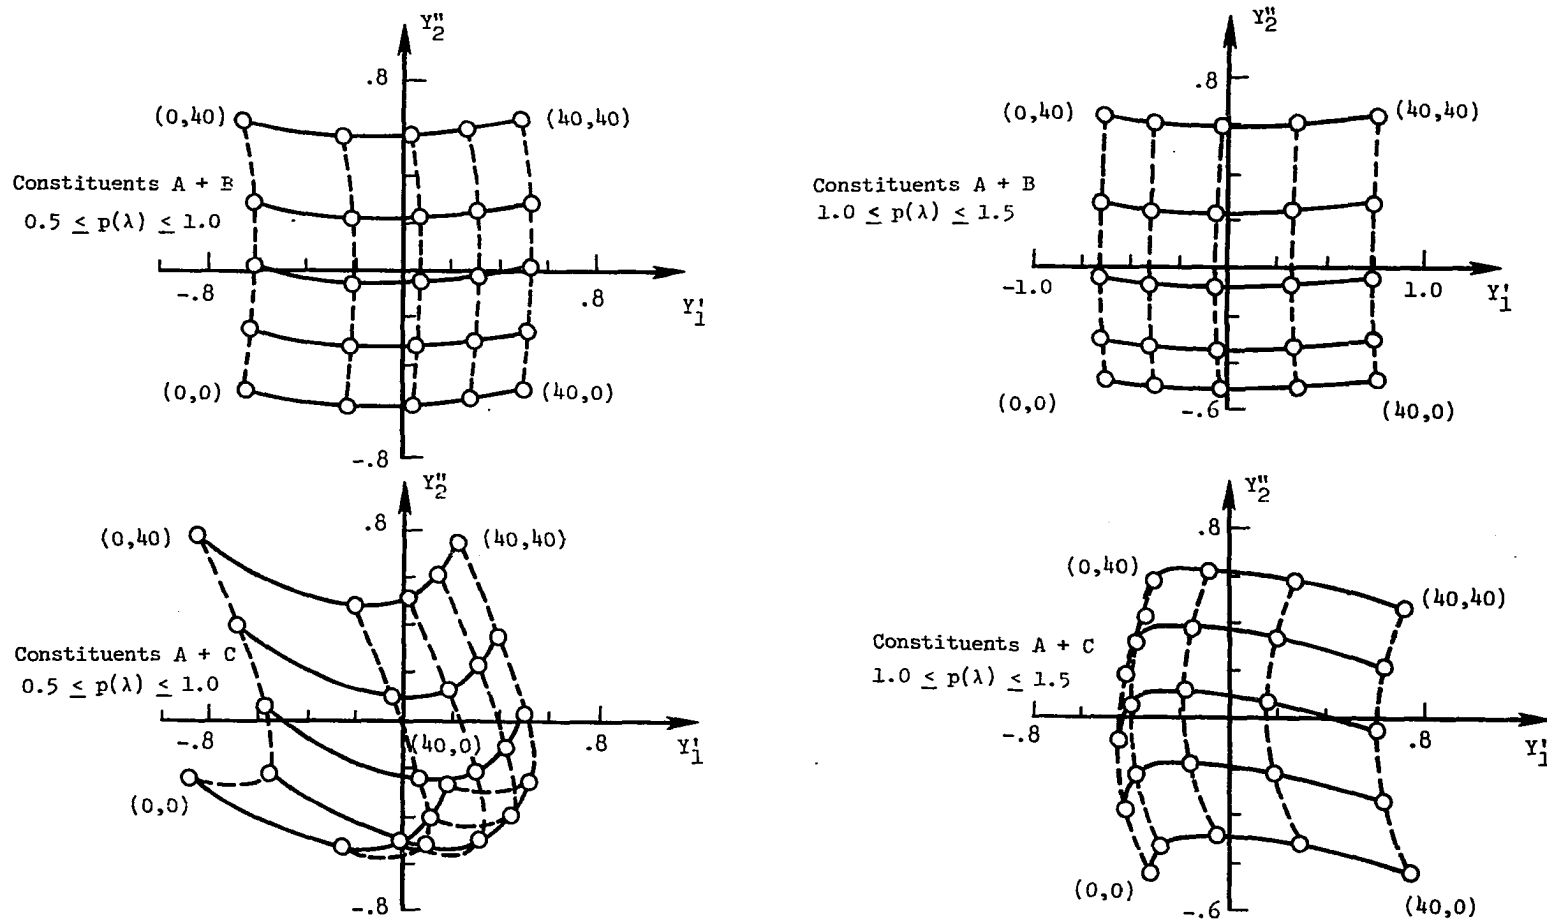 Y₂"
.8
(0,40)
(40,40)
Constituents A + B
0.5 ≤ p(λ) ≤ 1.0
-.8
.8
Y₁'
(0,0)
(40,0)
-.8
Y₂"
.8
(0,40)
(40,40)
Constituents A + B
1.0 ≤ p(λ) ≤ 1.5
-1.0
1.0
Y₁'
(0,0)
-.6
(40,0)
Y₂"
.8
(0,40)
(40,40)
Constituents A + C
0.5 ≤ p(λ) ≤ 1.0
-.8
(40,0)
.8
Y₁'
(0,0)
-.8
Y₂"
.8
(0,40)
(40,40)
Constituents A + C
1.0 ≤ p(λ) ≤ 1.5
-.8
.8
Y₁'
(0,0)
-.6
(40,0)